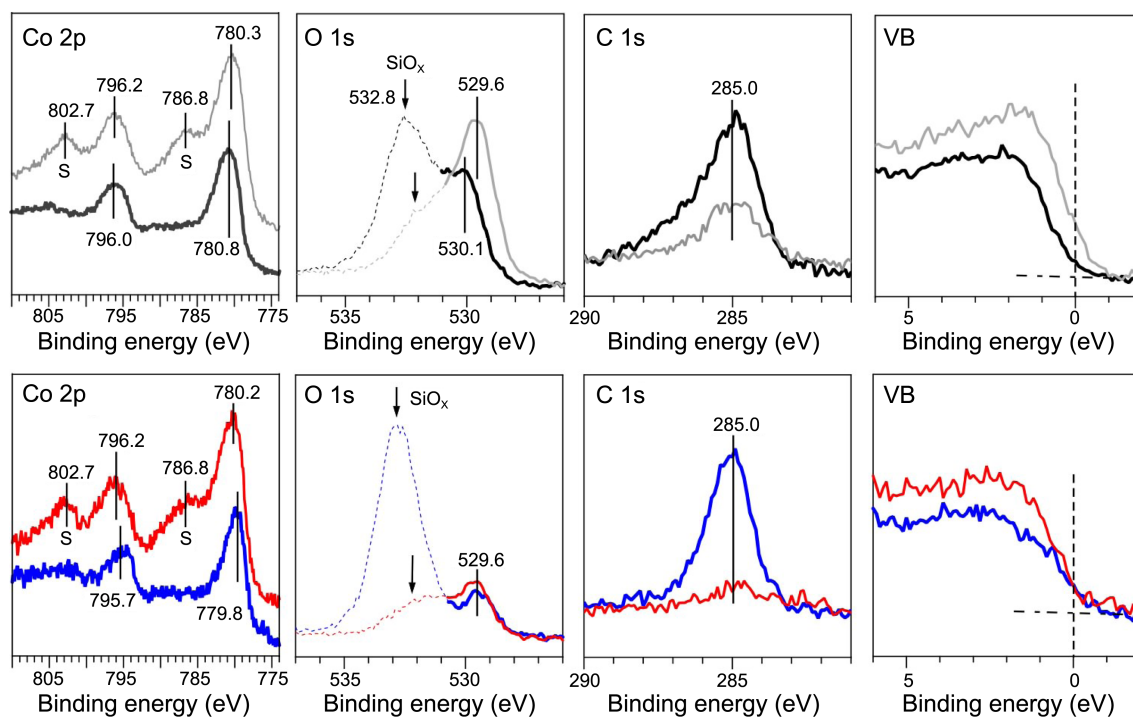 Co 2p
780.3
796.2
786.8
802.7
S
S
796.0
780.8
805 795 785 775
Binding energy (eV)
O 1s
SiOx
532.8
529.6
530.1
535 530
Binding energy (eV)
C 1s
285.0
290 285
Binding energy (eV)
VB
5 0
Binding energy (eV)
Co 2p
780.2
796.2
786.8
802.7
S
S
795.7
779.8
805 795 785 775
Binding energy (eV)
O 1s
SiOx
529.6
535 530
Binding energy (eV)
C 1s
285.0
290 285
Binding energy (eV)
VB
5 0
Binding energy (eV)